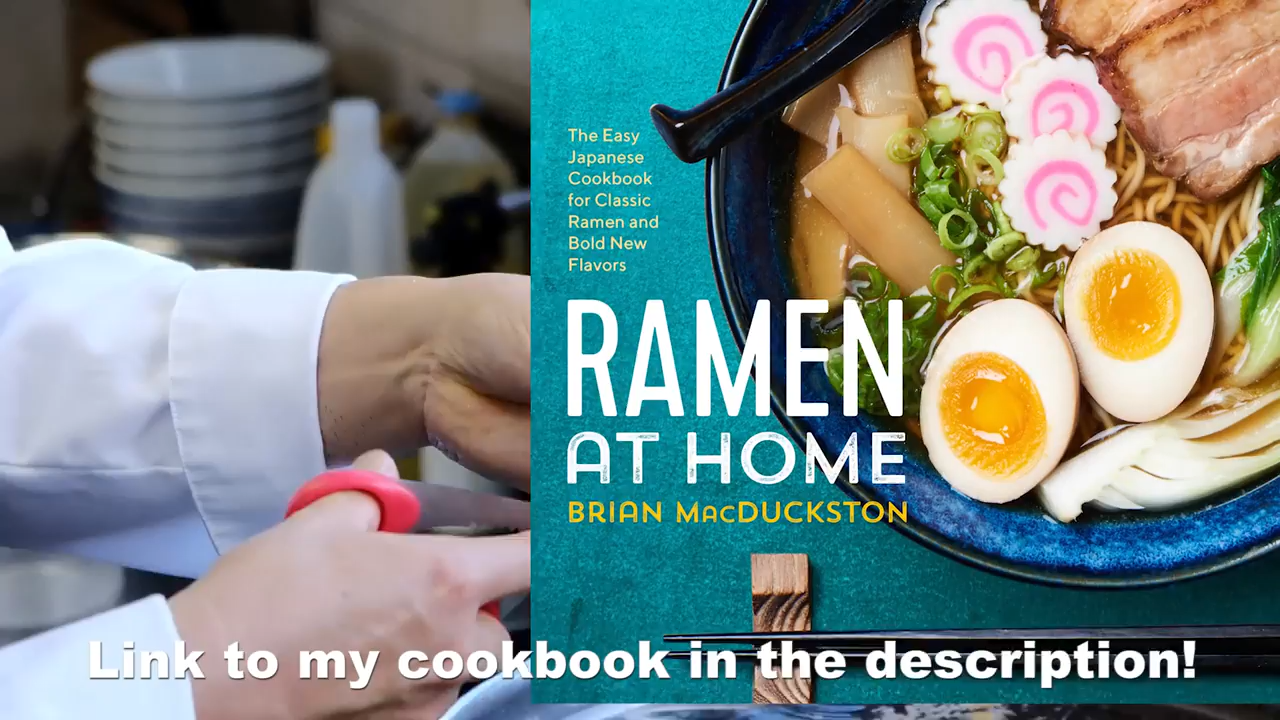 The Easy
Japanese
Cookbook
for Classic
Ramen and
Bold New
Flavors
RAMEN
AT HOME
BRIAN MACDUCKSTON
Link to my cookbook in the description!